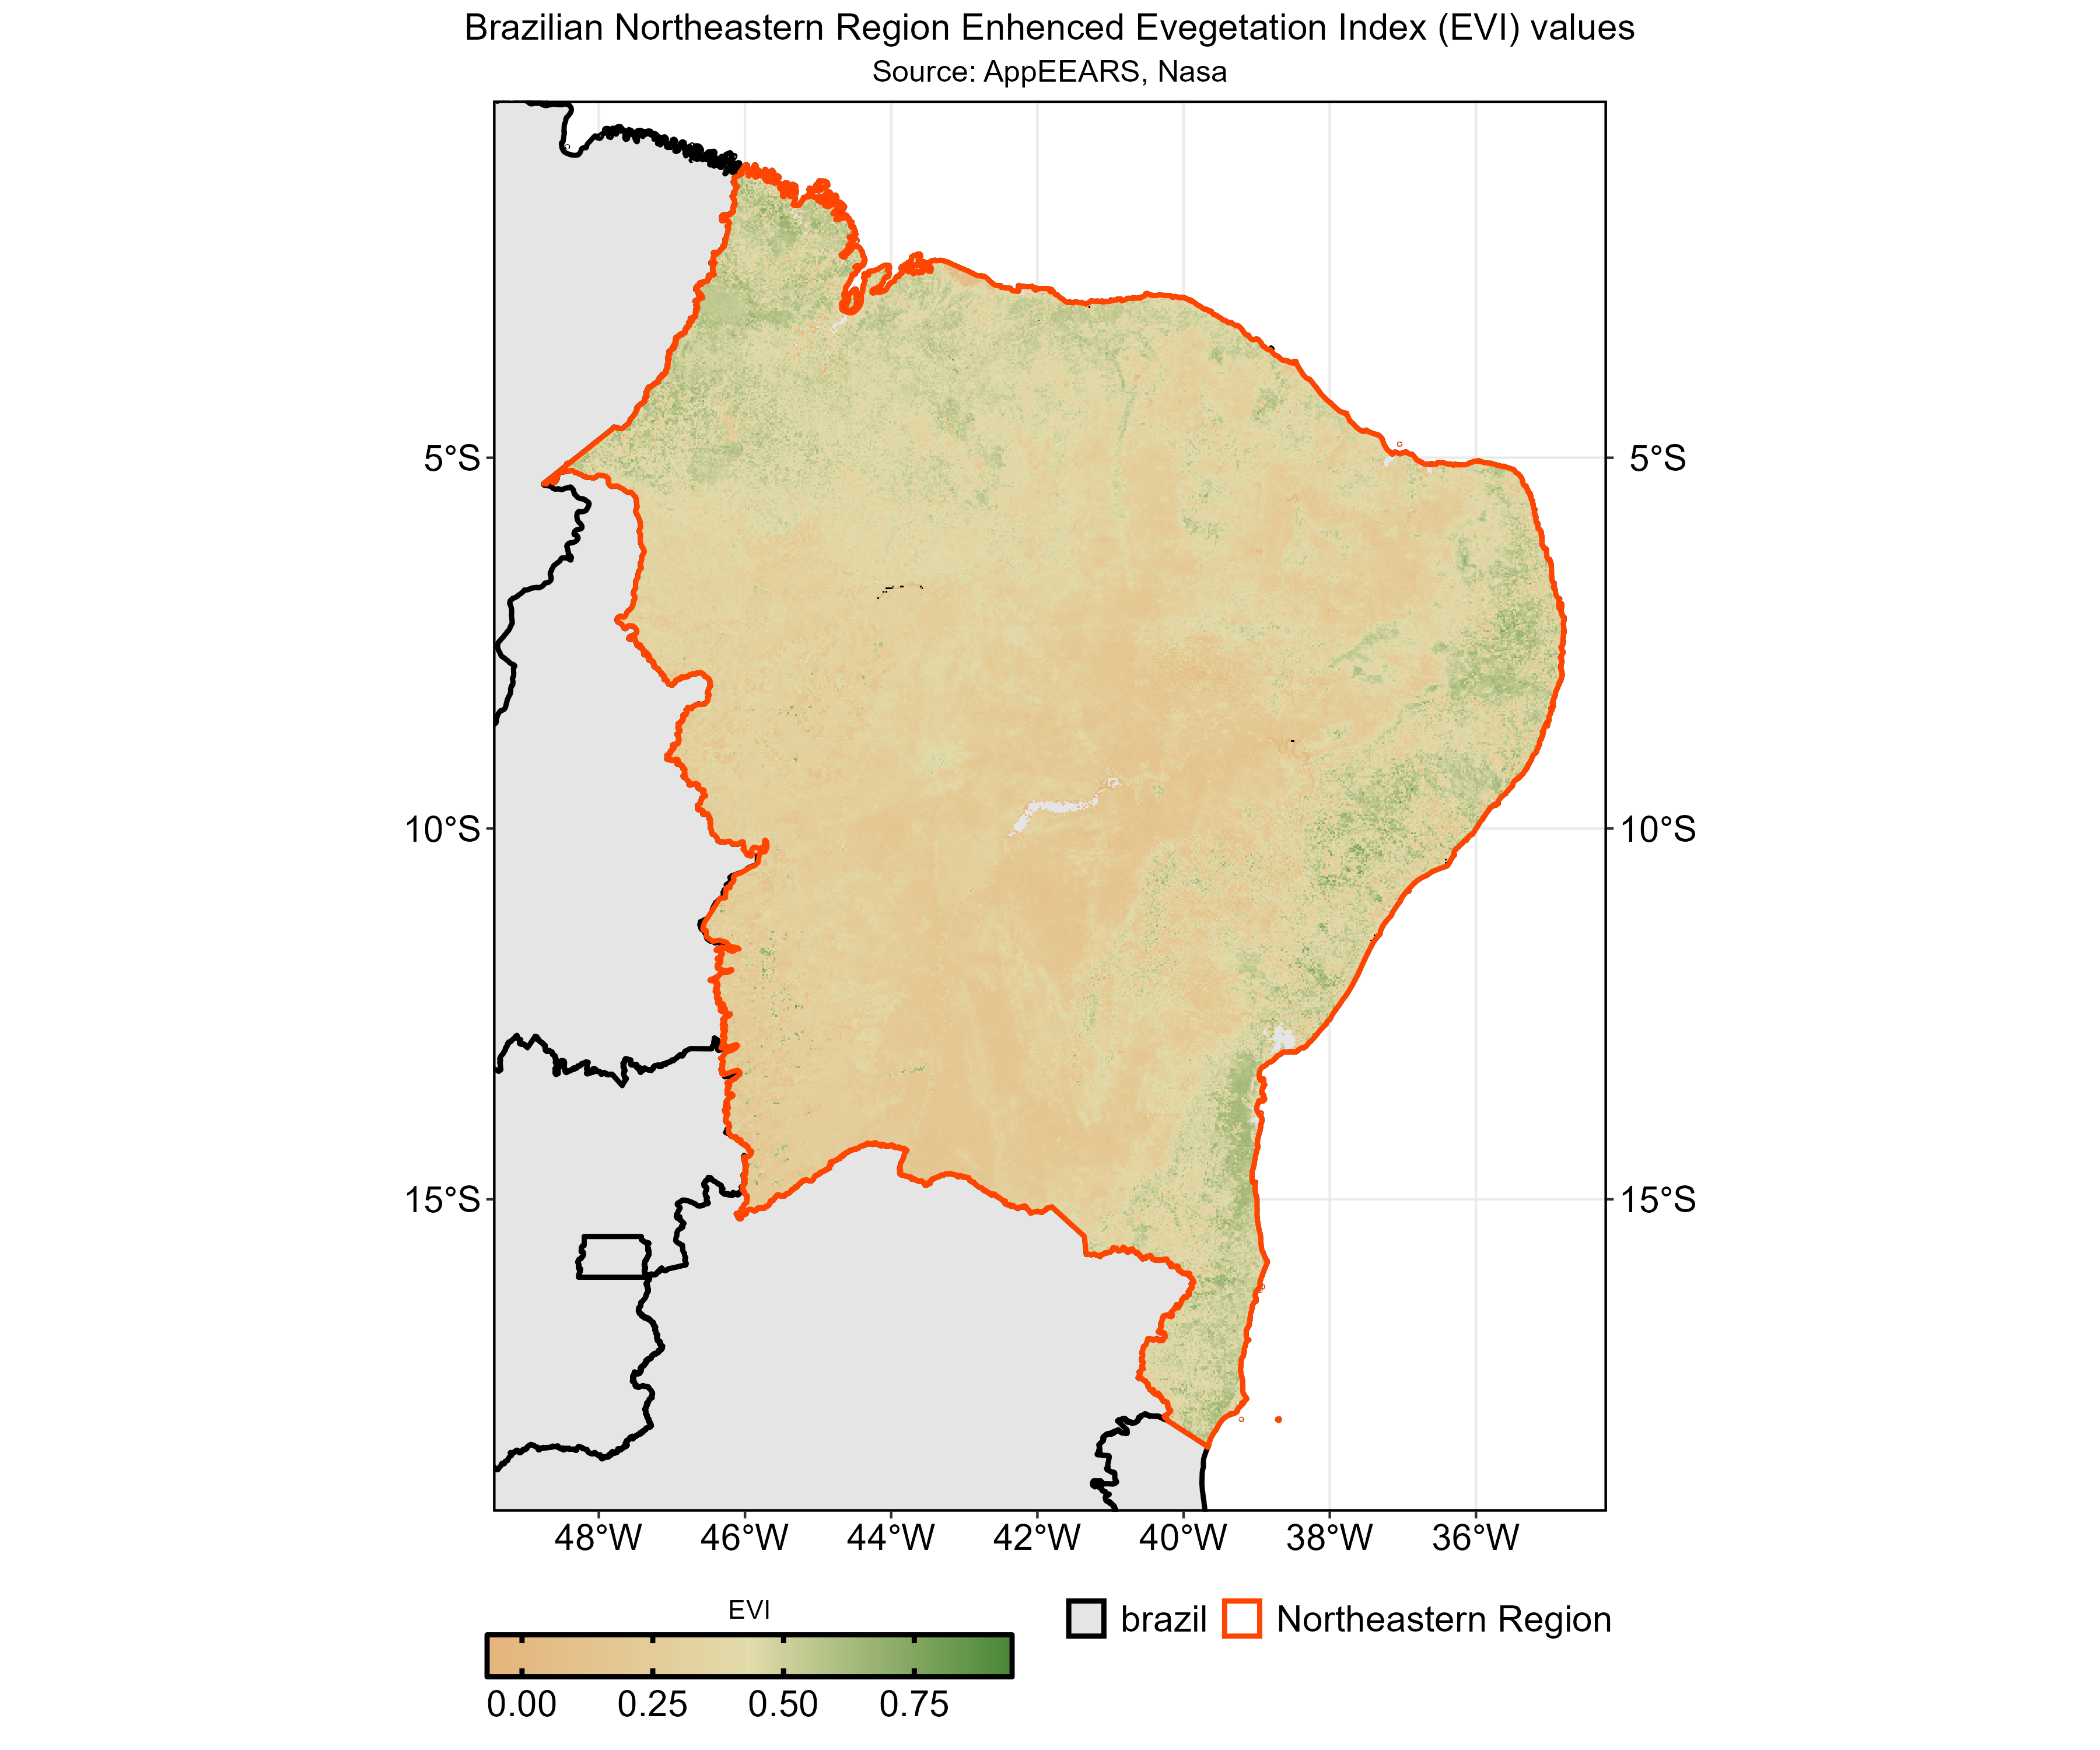 Brazilian Northeastern Region Enhenced Evegetation Index (EVI) values
Source: AppEEARS, Nasa
5°S 5°S
10°S 10°S
15°S 15°S
48°W 46°W 44°W 42°W 40°W 38°W 36°W
EVI
0.00 0.25 0.50 0.75
brazil Northeastern Region